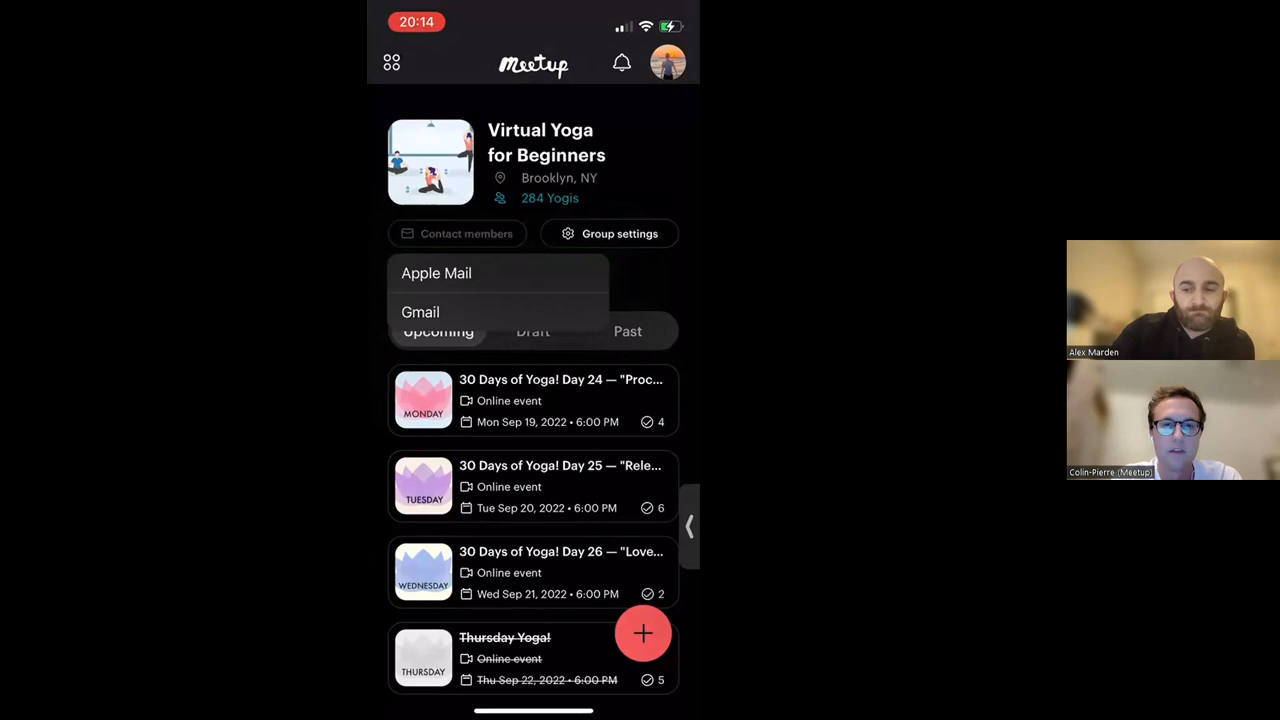 20:14
meetup
Virtual Yoga
for Beginners
Brooklyn, NY
284 Yogis
Contact members
Group settings
Apple Mail
Gmail
Upcoming
Draft
Past
MONDAY
30 Days of Yoga! Day 24 — "Proc...
Online event
Mon Sep 19, 2022 • 6:00 PM
4
TUESDAY
30 Days of Yoga! Day 25 — "Rele...
Online event
Tue Sep 20, 2022 • 6:00 PM
6
WEDNESDAY
30 Days of Yoga! Day 26 — "Love...
Online event
Wed Sep 21, 2022 • 6:00 PM
2
THURSDAY
Thursday Yoga!
Online event
Thu Sep 22, 2022 • 6:00 PM
5
Alex Marden
Colin-Pierre (Meetup)